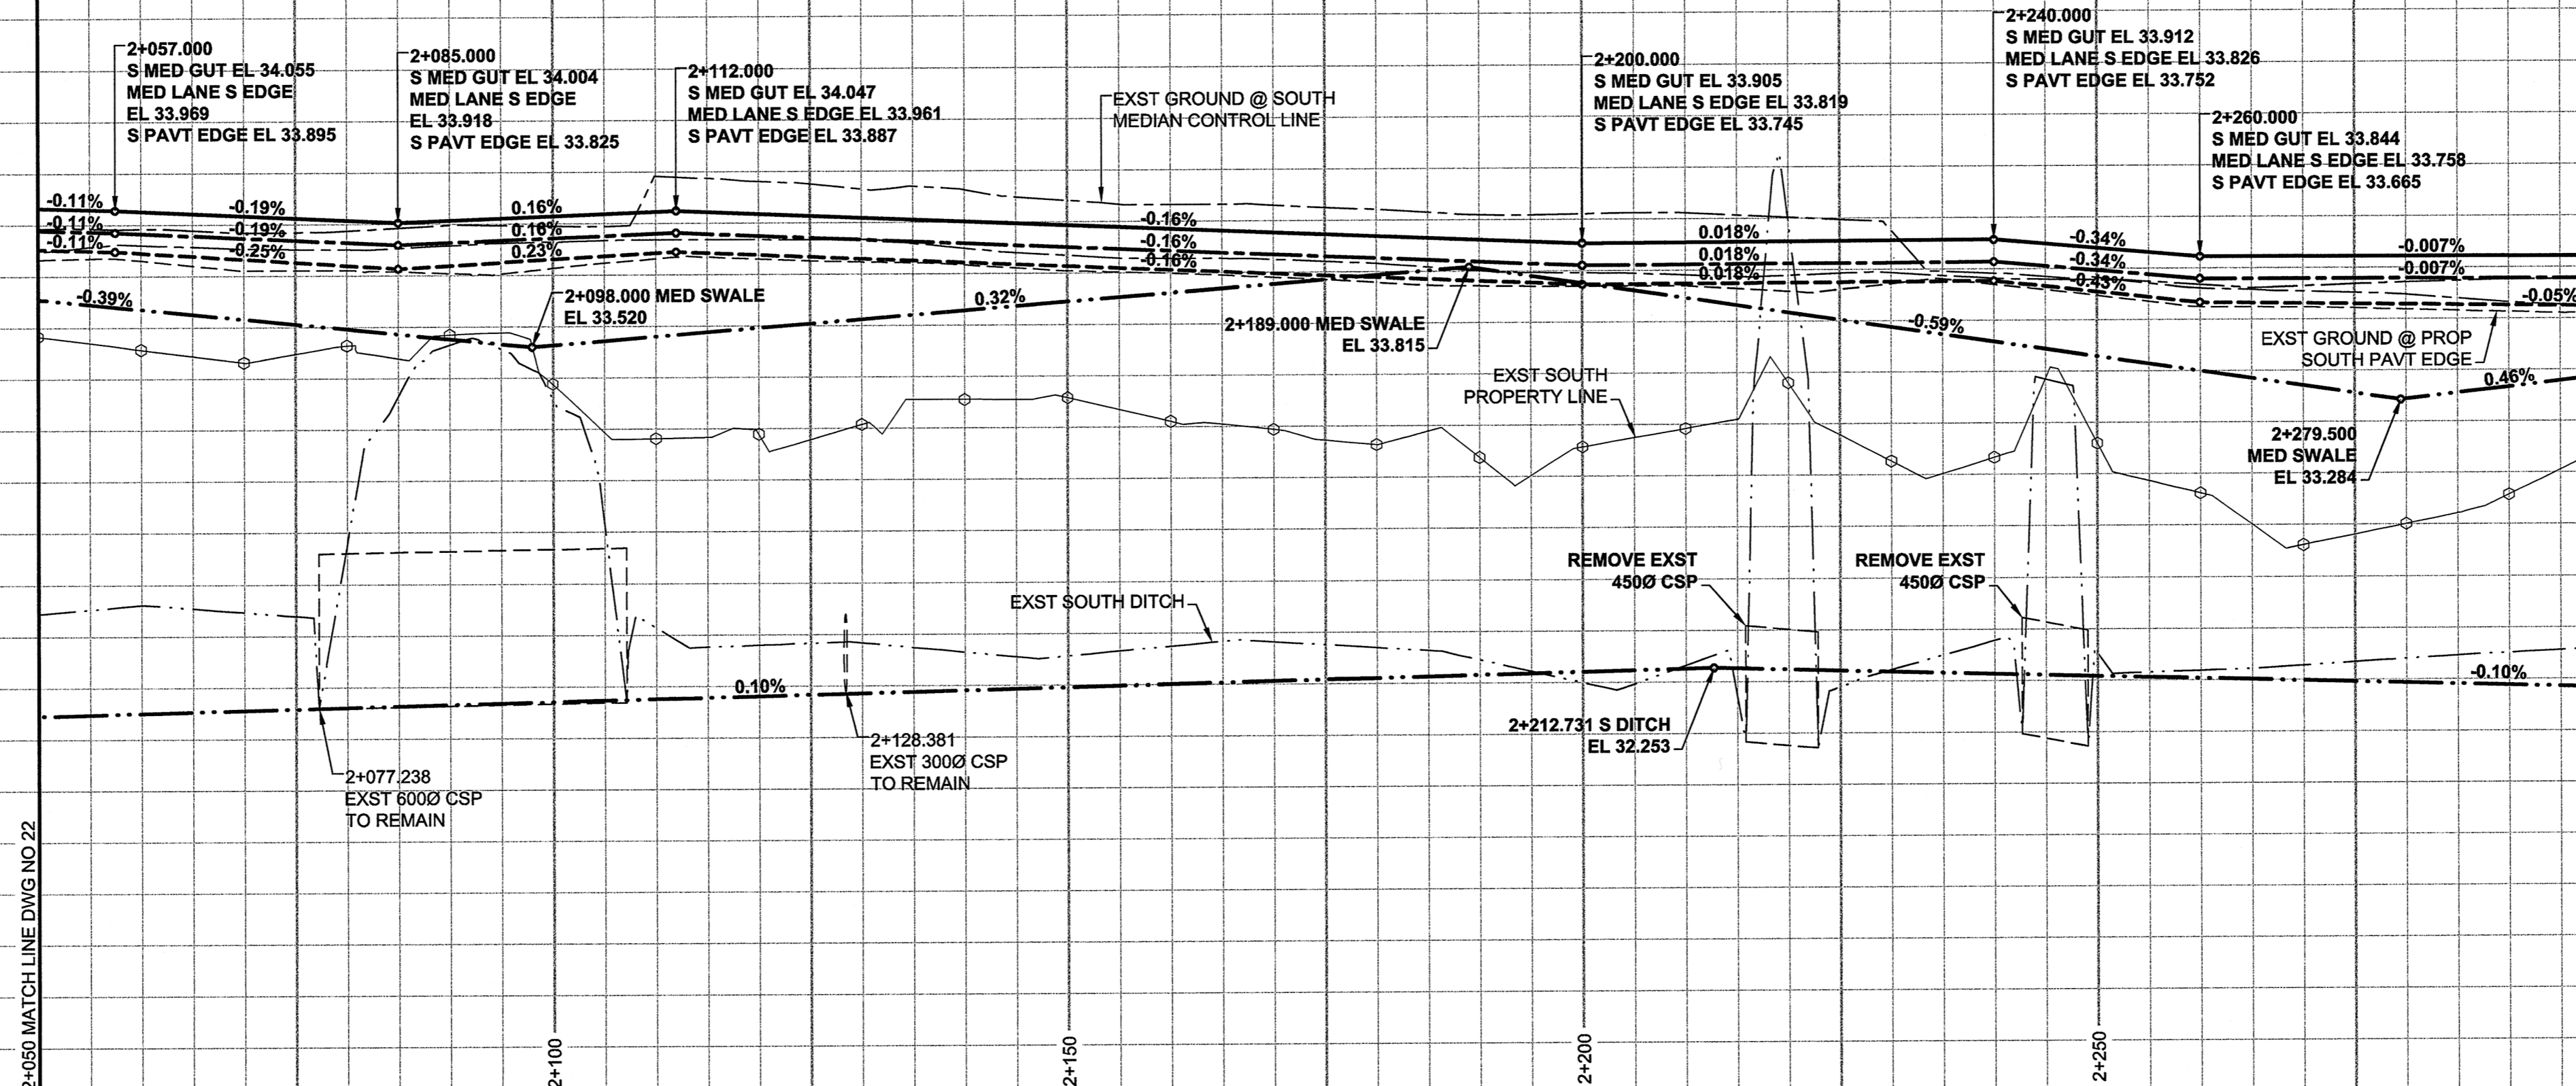 2+057.000
S MED GUT EL 34.055
MED LANE S EDGE
EL 33.969
S PAVT EDGE EL 33.895
2+085.000
S MED GUT EL 34.004
MED LANE S EDGE
EL 33.918
S PAVT EDGE EL 33.825
2+112.000
S MED GUT EL 34.047
MED LANE S EDGE EL 33.961
S PAVT EDGE EL 33.887
EXST GROUND @ SOUTH
MEDIAN CONTROL LINE
2+200.000
S MED GUT EL 33.905
MED LANE S EDGE EL 33.819
S PAVT EDGE EL 33.745
2+240.000
S MED GUT EL 33.912
MED LANE S EDGE EL 33.826
S PAVT EDGE EL 33.752
2+260.000
S MED GUT EL 33.844
MED LANE S EDGE EL 33.758
S PAVT EDGE EL 33.665
-0.11%
-0.11%
-0.11%
-0.19%
-0.19%
-0.25%
0.16%
0.16%
0.23%
-0.16%
-0.16%
-0.16%
0.018%
0.018%
0.018%
-0.34%
-0.34%
-0.43%
-0.007%
-0.007%
-0.05%
-0.39%
2+098.000 MED SWALE
EL 33.520
0.32%
2+189.000 MED SWALE
EL 33.815
-0.59%
EXST GROUND @ PROP
SOUTH PAVT EDGE
0.46%
EXST SOUTH
PROPERTY LINE
2+279.500
MED SWALE
EL 33.284
REMOVE EXST
450Ø CSP
REMOVE EXST
450Ø CSP
EXST SOUTH DITCH
0.10%
-0.10%
2+212.731 S DITCH
EL 32.253
2+128.381
EXST 300Ø CSP
TO REMAIN
2+077.238
EXST 600Ø CSP
TO REMAIN
2+050 MATCH LINE DWG NO 22
2+100
2+150
2+200
2+250